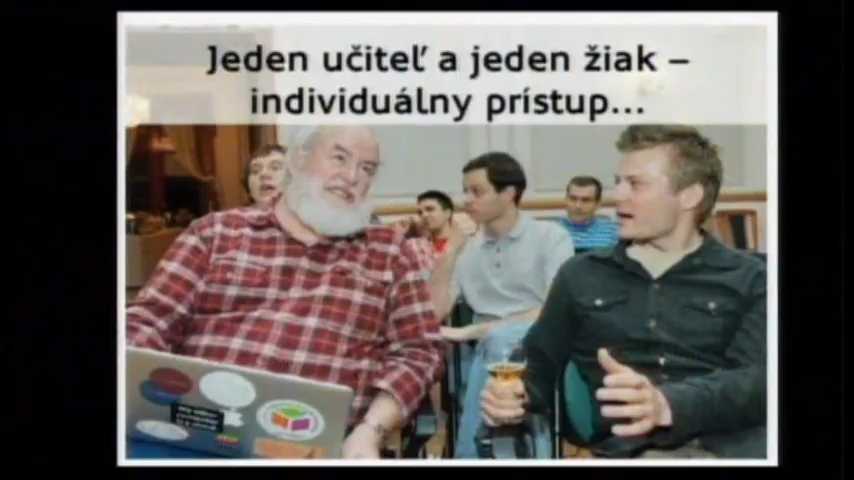 Jeden učiteľ a jeden žiak –
individuálny prístup...